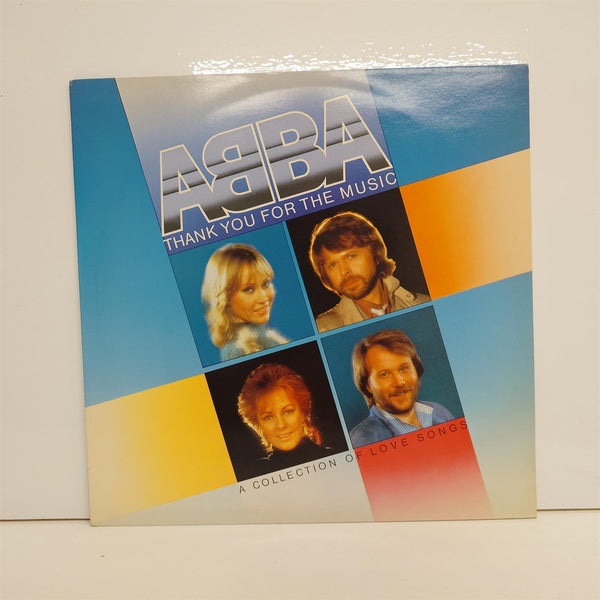 ABBA
THANK YOU FOR THE MUSIC
A COLLECTION OF LOVE SONGS